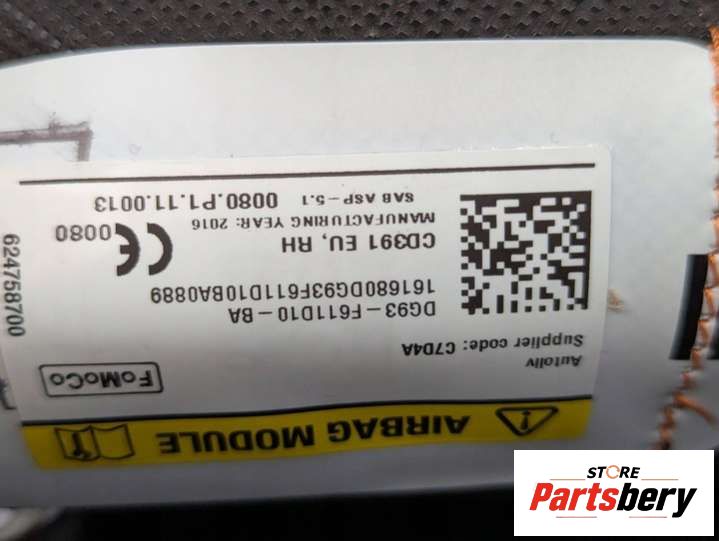 AIRBAG MODULE
Autoliv
Supplier code: C7D4A
FoMoCo
DG93-F611D10-BA
161680DG93F611D10BA0889
CD391 EU, RH
MANUFACTURING YEAR: 2016
SAB ASP-5.1
0080.P1.11.0013
CE 0080
624758700
STORE
Partsbery